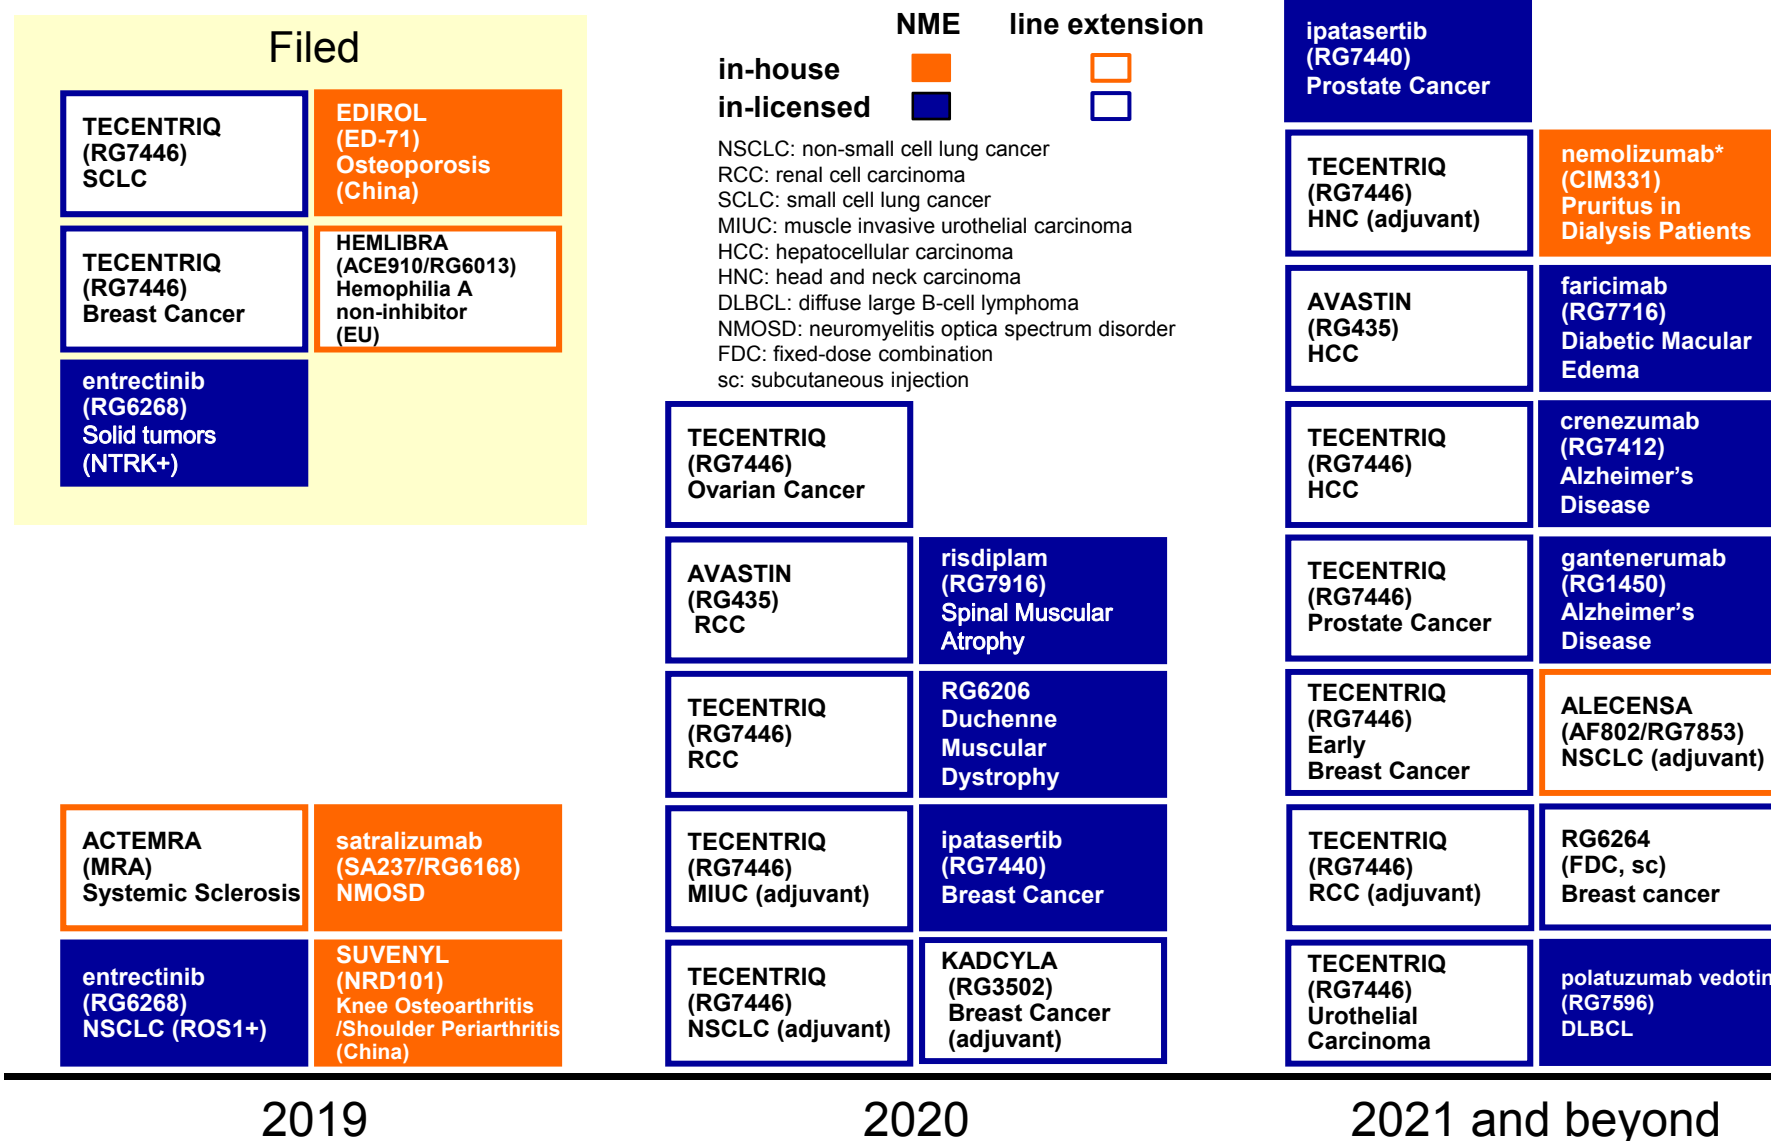 Filed
TECENTRIQ
(RG7446)
SCLC
EDIROL
(ED-71)
Osteoporosis
(China)
TECENTRIQ
(RG7446)
Breast Cancer
HEMLIBRA
(ACE910/RG6013)
Hemophilia A
non-inhibitor
(EU)
entrectinib
(RG6268)
Solid tumors
(NTRK+)
ACTEMRA
(MRA)
Systemic Sclerosis
satralizumab
(SA237/RG6168)
NMOSD
entrectinib
(RG6268)
NSCLC (ROS1+)
SUVENYL
(NRD101)
Knee Osteoarthritis
/Shoulder Periarthritis
(China)
2019
NME line extension
in-house
in-licensed
NSCLC: non-small cell lung cancer
RCC: renal cell carcinoma
SCLC: small cell lung cancer
MIUC: muscle invasive urothelial carcinoma
HCC: hepatocellular carcinoma
HNC: head and neck carcinoma
DLBCL: diffuse large B-cell lymphoma
NMOSD: neuromyelitis optica spectrum disorder
FDC: fixed-dose combination
sc: subcutaneous injection
TECENTRIQ
(RG7446)
Ovarian Cancer
AVASTIN
(RG435)
RCC
risdiplam
(RG7916)
Spinal Muscular
Atrophy
TECENTRIQ
(RG7446)
RCC
RG6206
Duchenne
Muscular
Dystrophy
TECENTRIQ
(RG7446)
MIUC (adjuvant)
ipatasertib
(RG7440)
Breast Cancer
TECENTRIQ
(RG7446)
NSCLC (adjuvant)
KADCYLA
(RG3502)
Breast Cancer
(adjuvant)
2020
ipatasertib
(RG7440)
Prostate Cancer
TECENTRIQ
(RG7446)
HNC (adjuvant)
nemolizumab*
(CIM331)
Pruritus in
Dialysis Patients
AVASTIN
(RG435)
HCC
faricimab
(RG7716)
Diabetic Macular
Edema
TECENTRIQ
(RG7446)
HCC
crenezumab
(RG7412)
Alzheimer’s
Disease
TECENTRIQ
(RG7446)
Prostate Cancer
gantenerumab
(RG1450)
Alzheimer’s
Disease
TECENTRIQ
(RG7446)
Early
Breast Cancer
ALECENSA
(AF802/RG7853)
NSCLC (adjuvant)
TECENTRIQ
(RG7446)
RCC (adjuvant)
RG6264
(FDC, sc)
Breast cancer
TECENTRIQ
(RG7446)
Urothelial
Carcinoma
polatuzumab vedotin
(RG7596)
DLBCL
2021 and beyond